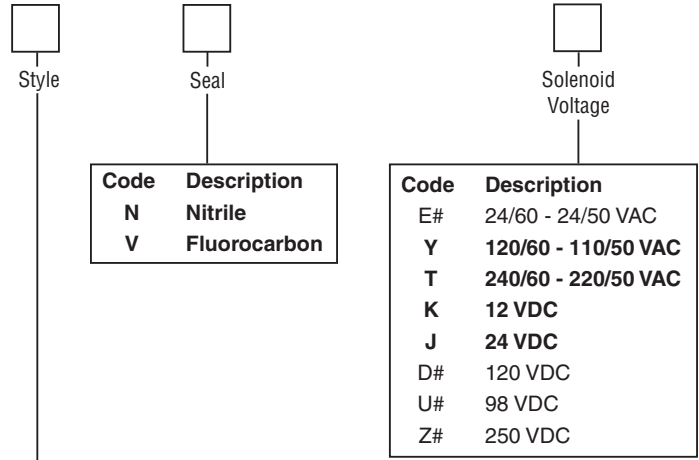 Style
Seal
Solenoid
Voltage
Code Description
N Nitrile
V Fluorocarbon
Code Description
E# 24/60 - 24/50 VAC
Y 120/60 - 110/50 VAC
T 240/60 - 220/50 VAC
K 12 VDC
J 24 VDC
D# 120 VDC
U# 98 VDC
Z# 250 VDC